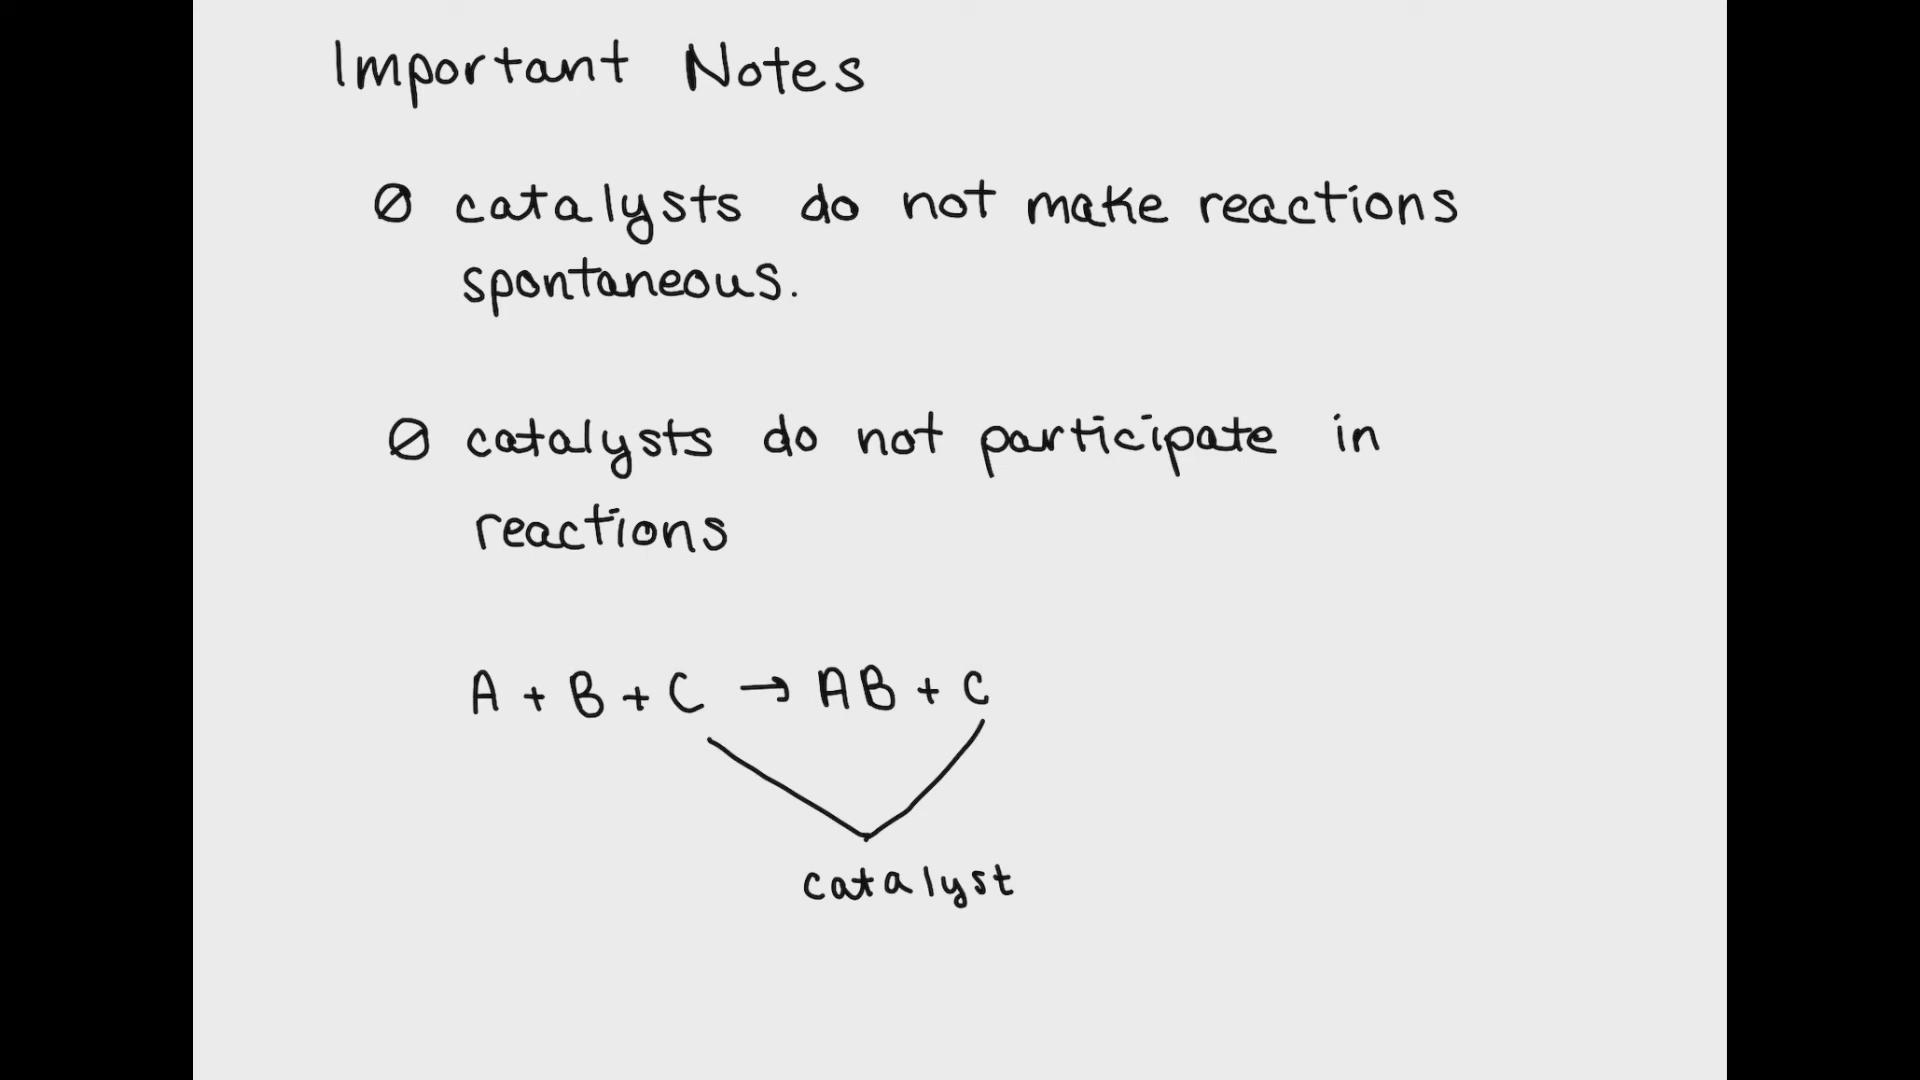 Important Notes
Ø catalysts do not make reactions
spontaneous.
Ø catalysts do not participate in
reactions
A + B + C → AB + C
catalyst